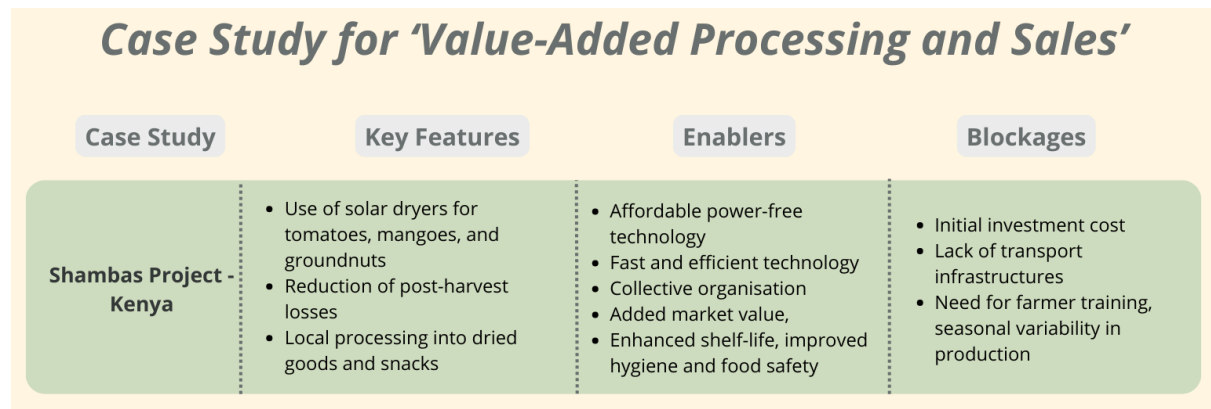 Case Study for ‘Value-Added Processing and Sales’
Case Study
Key Features
Enablers
Blockages
Shambas Project -
Kenya
• Use of solar dryers for
tomatoes, mangoes, and
groundnuts
• Reduction of post-harvest
losses
• Local processing into dried
goods and snacks
• Affordable power-free
technology
• Fast and efficient technology
• Collective organisation
• Added market value,
• Enhanced shelf-life, improved
hygiene and food safety
• Initial investment cost
• Lack of transport
infrastructures
• Need for farmer training,
seasonal variability in
production